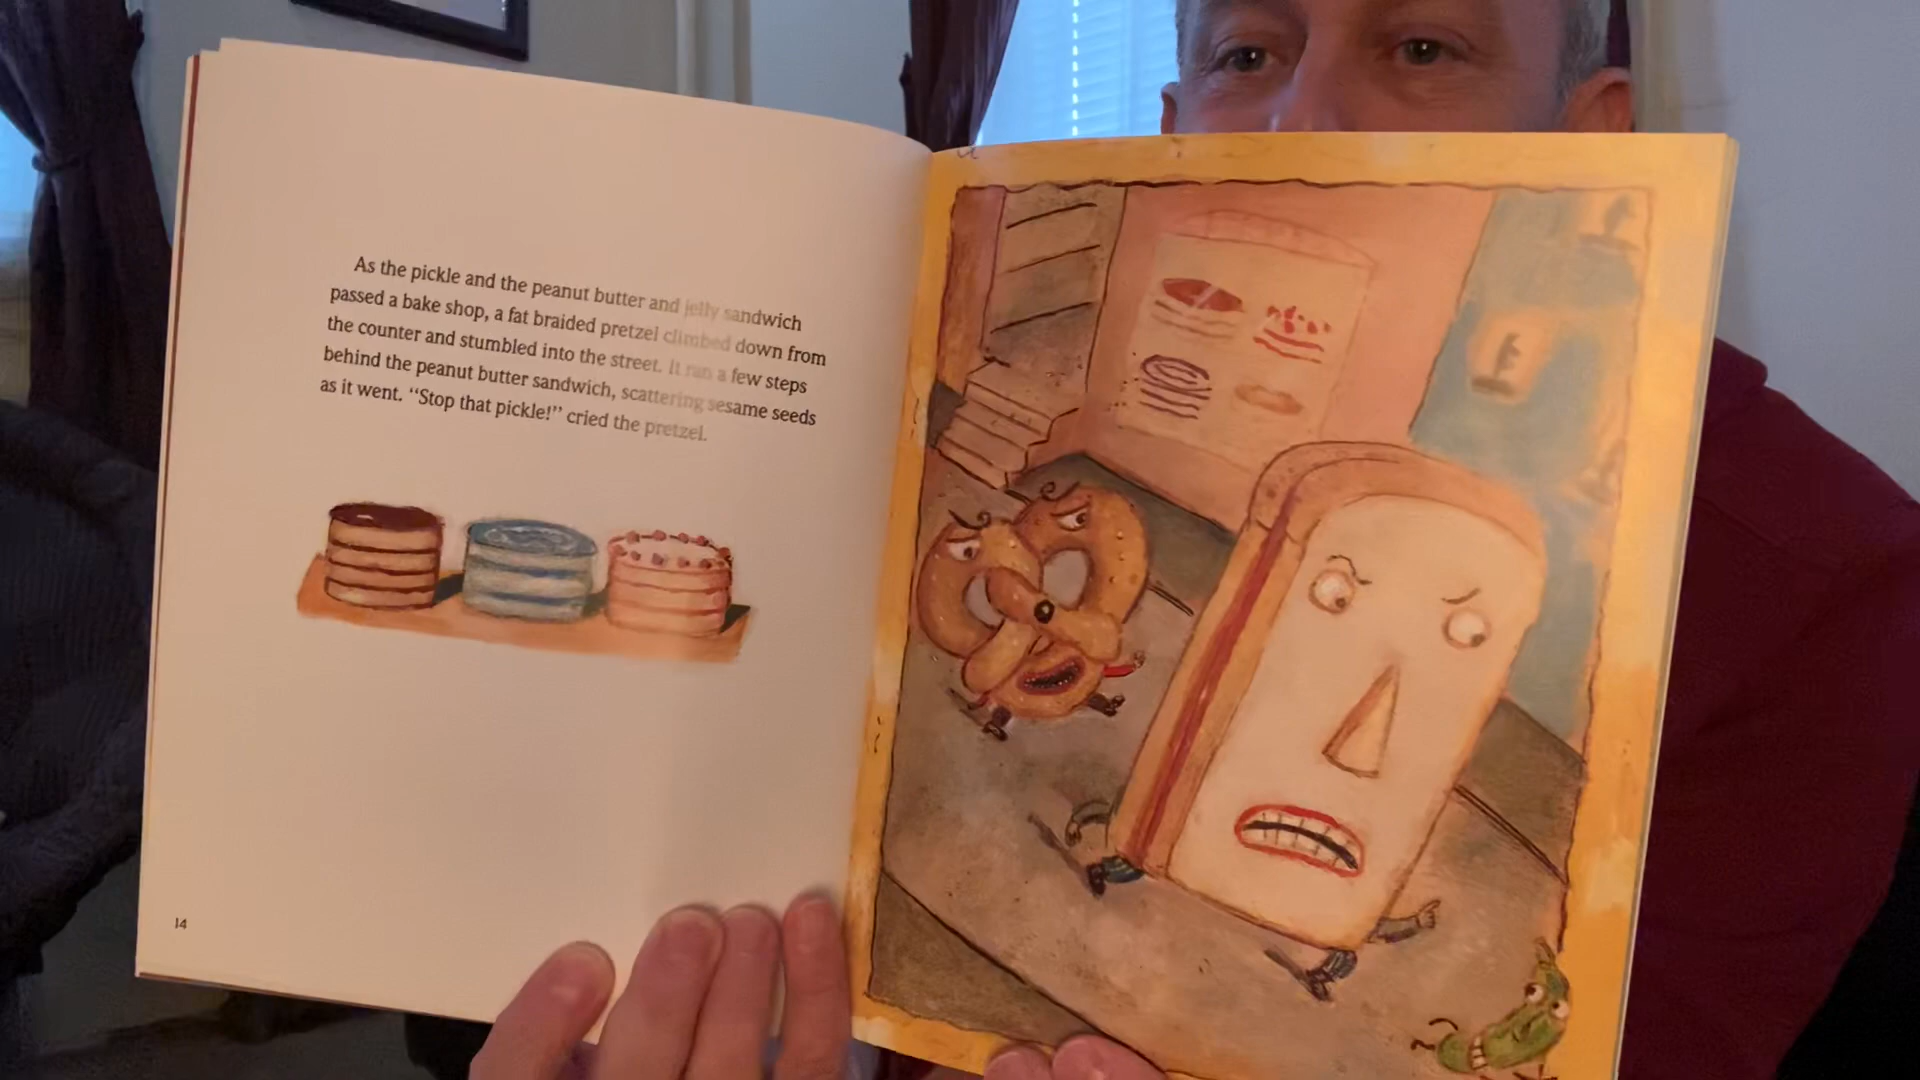 As the pickle and the peanut butter and jelly sandwich
passed a bake shop, a fat braided pretzel climbed down from
the counter and stumbled into the street. It ran a few steps
behind the peanut butter sandwich, scattering sesame seeds
as it went. “Stop that pickle!” cried the pretzel.
14